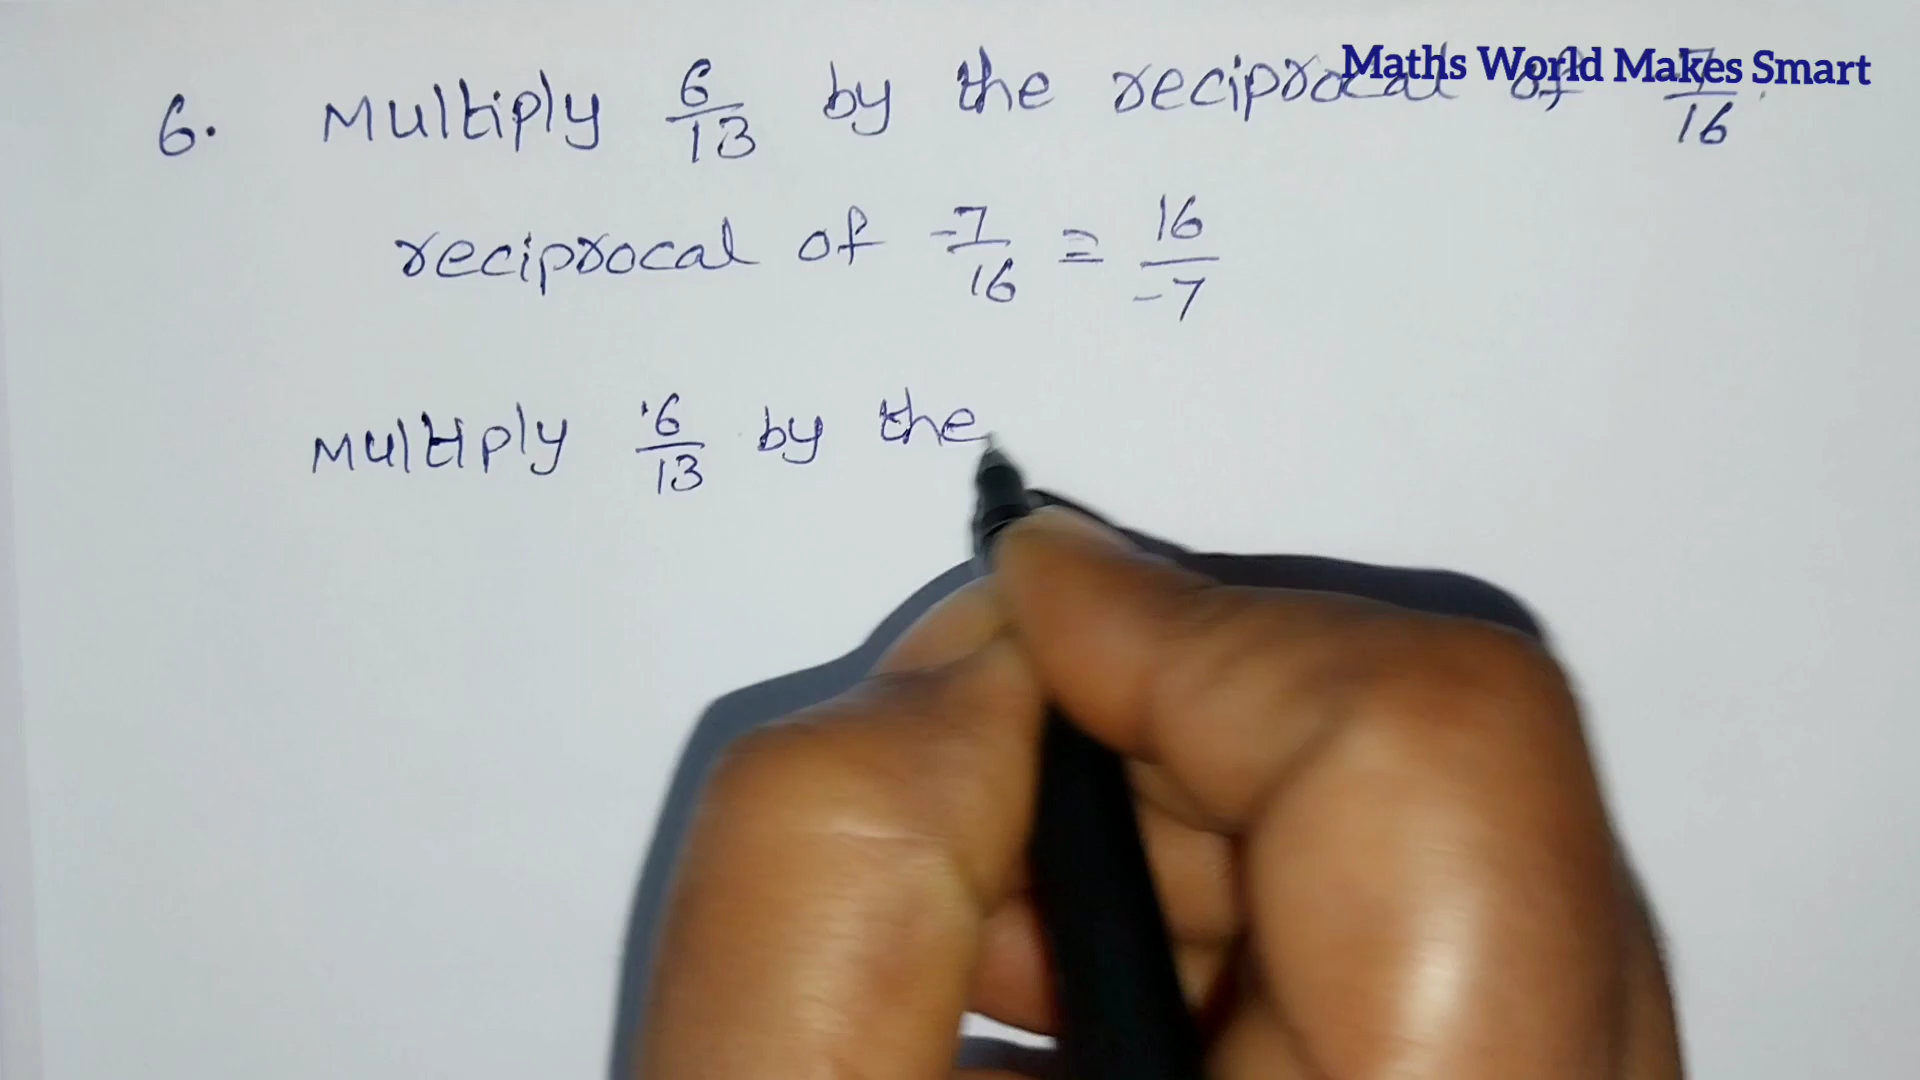 Maths World Makes Smart
6. Multiply 6/13 by the reciprocal of -7/16.
reciprocal of -7/16 = 16/-7
Multiply 6/13 by the